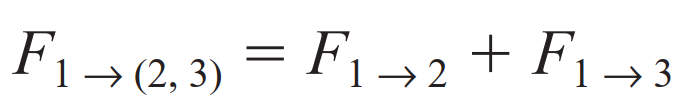 F_{1 → (2, 3)} = F_{1 → 2} + F_{1 → 3}